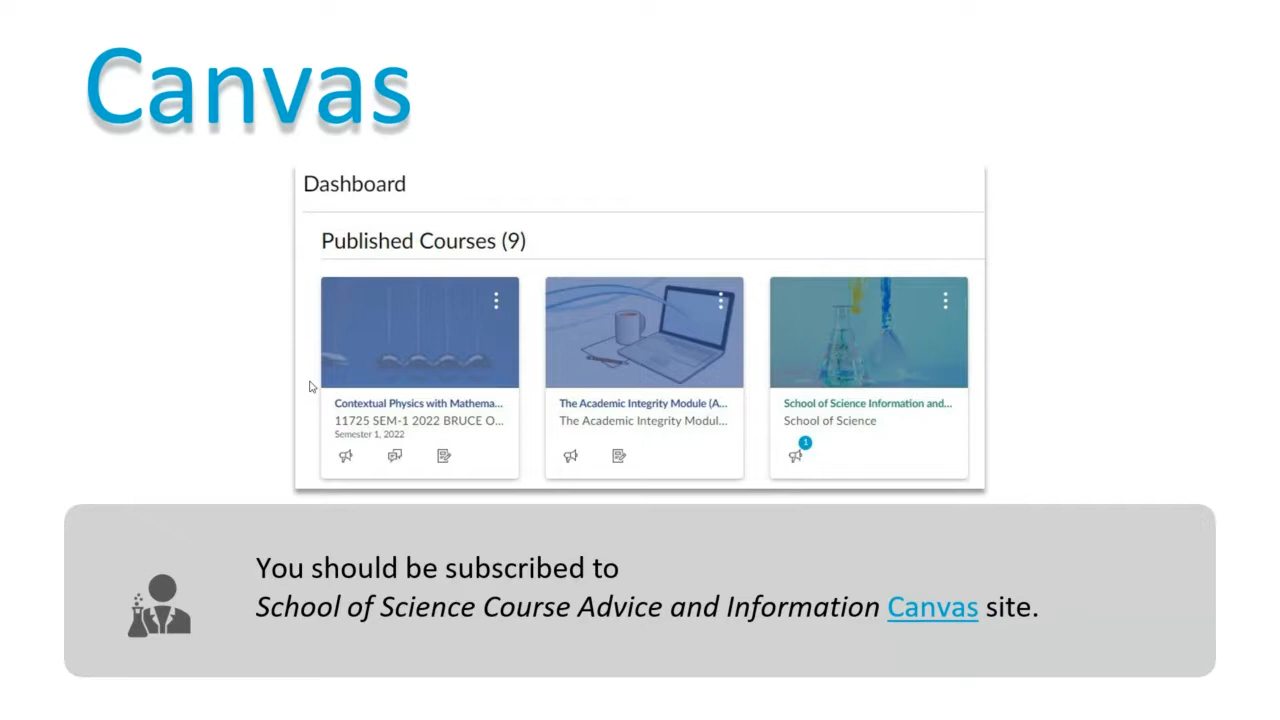 Canvas
Dashboard
Published Courses (9)
Contextual Physics with Mathema...
11725 SEM-1 2022 BRUCE O...
Semester 1, 2022
The Academic Integrity Module (A...
The Academic Integrity Modul...
School of Science Information and...
School of Science
1
You should be subscribed to
School of Science Course Advice and Information Canvas site.